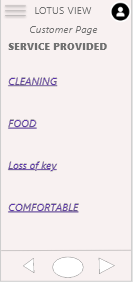 LOTUS VIEW
Customer Page
SERVICE PROVIDED
CLEANING
FOOD
Loss of key
COMFORTABLE